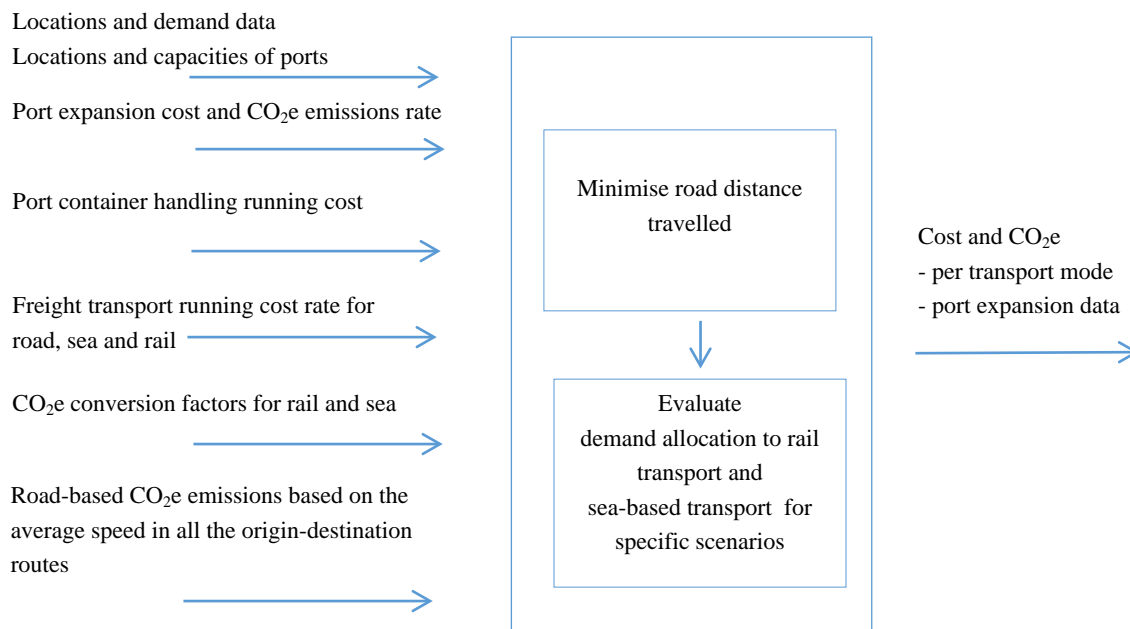 Locations and demand data
Locations and capacities of ports
Port expansion cost and CO₂e emissions rate
Port container handling running cost
Freight transport running cost rate for
road, sea and rail
CO₂e conversion factors for rail and sea
Road-based CO₂e emissions based on the
average speed in all the origin-destination
routes
Minimise road distance
travelled
Evaluate
demand allocation to rail
transport and
sea-based transport for
specific scenarios
Cost and CO₂e
- per transport mode
- port expansion data